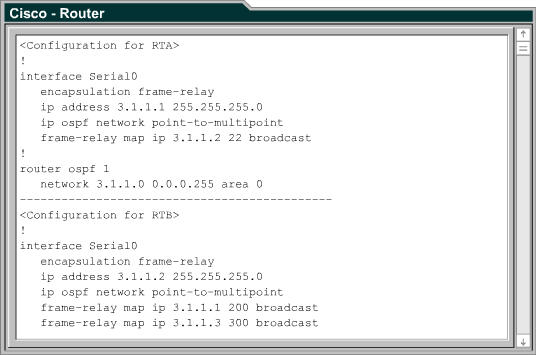 Cisco - Router
<Configuration for RTA>
!
interface Serial0
   encapsulation frame-relay
   ip address 3.1.1.1 255.255.255.0
   ip ospf network point-to-multipoint
   frame-relay map ip 3.1.1.2 22 broadcast
!
router ospf 1
   network 3.1.1.0 0.0.0.255 area 0
---------------------------------------------
<Configuration for RTB>
!
interface Serial0
   encapsulation frame-relay
   ip address 3.1.1.2 255.255.255.0
   ip ospf network point-to-multipoint
   frame-relay map ip 3.1.1.1 200 broadcast
   frame-relay map ip 3.1.1.3 300 broadcast